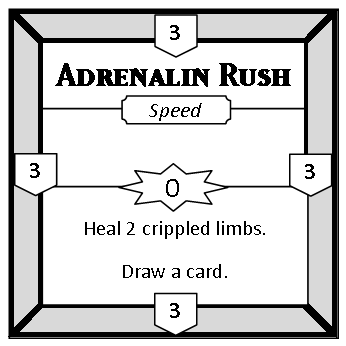 3
ADRENALIN RUSH
Speed
3
0
3
Heal 2 crippled limbs.
Draw a card.
3